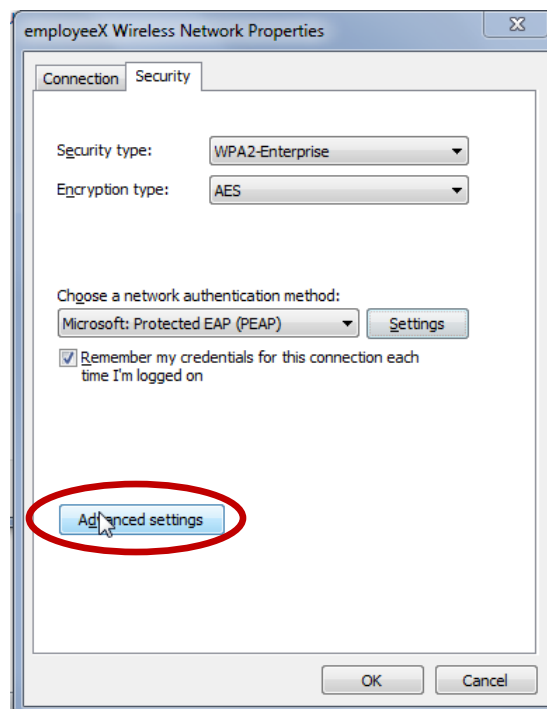 employeeX Wireless Network Properties
Connection
Security
Security type:
WPA2-Enterprise
Encryption type:
AES
Choose a network authentication method:
Microsoft: Protected EAP (PEAP)
Settings
Remember my credentials for this connection each
time I'm logged on
Advanced settings
OK
Cancel